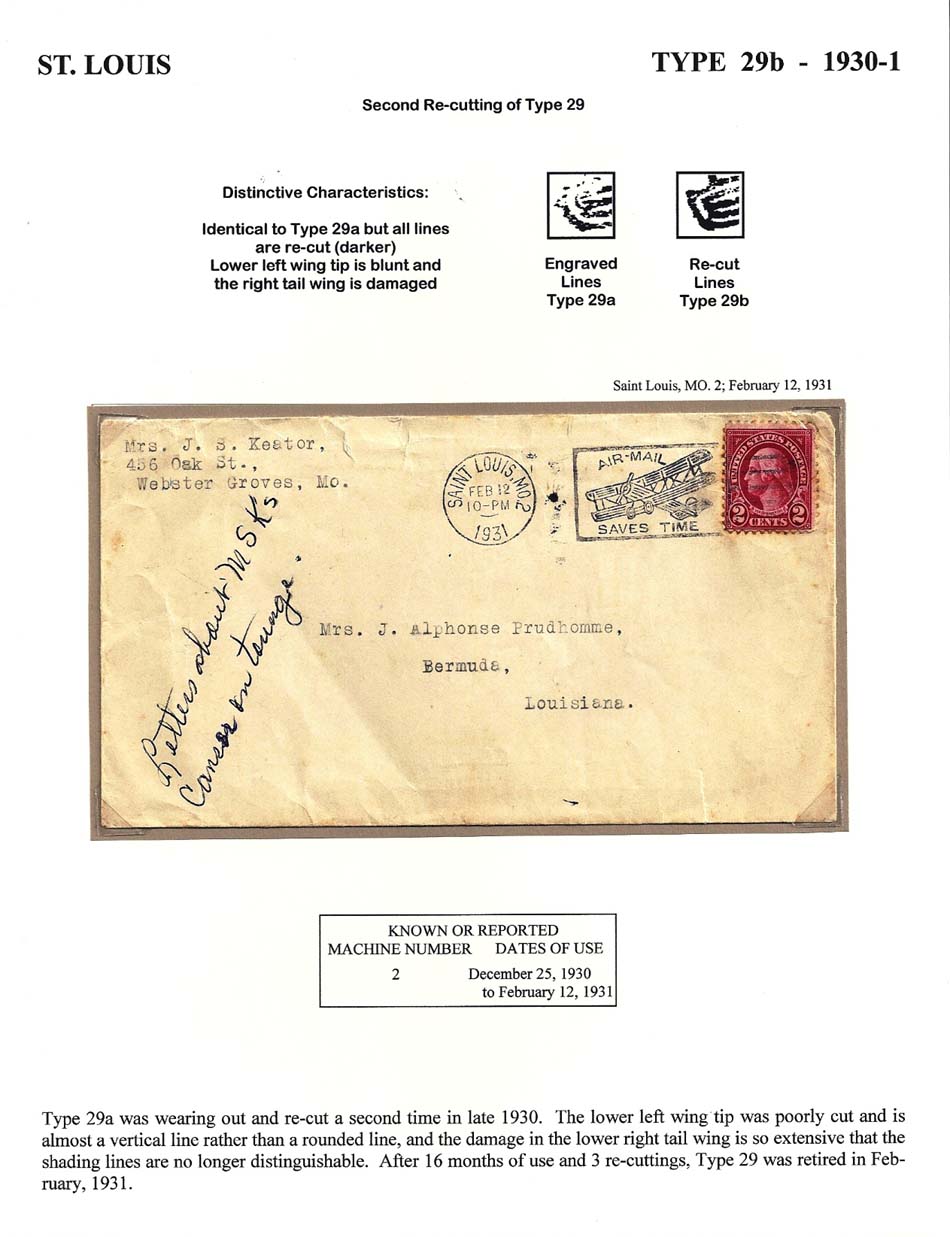 ST. LOUIS
TYPE 29b - 1930-1
Second Re-cutting of Type 29
Distinctive Characteristics:
Identical to Type 29a but all lines
are re-cut (darker)
Lower left wing tip is blunt and
the right tail wing is damaged
Engraved
Lines
Type 29a
Re-cut
Lines
Type 29b
Saint Louis, MO. 2; February 12, 1931
Mrs. J. S. Keator,
456 Oak St.,
Webster Groves, Mo.
SAINT LOUIS, MO. 2
FEB 12
10-PM
1931
AIR-MAIL
SAVES TIME
UNITED STATES POSTAGE
2 CENTS 2
Letters about MSKs
Cancer on tounge.
Mrs. J. Alphonse Prudhomme,
Bermuda,
Louisiana.
KNOWN OR REPORTED
MACHINE NUMBER DATES OF USE
2 December 25, 1930
to February 12, 1931
Type 29a was wearing out and re-cut a second time in late 1930. The lower left wing tip was poorly cut and is
almost a vertical line rather than a rounded line, and the damage in the lower right tail wing is so extensive that the
shading lines are no longer distinguishable. After 16 months of use and 3 re-cuttings, Type 29 was retired in Feb-
ruary, 1931.